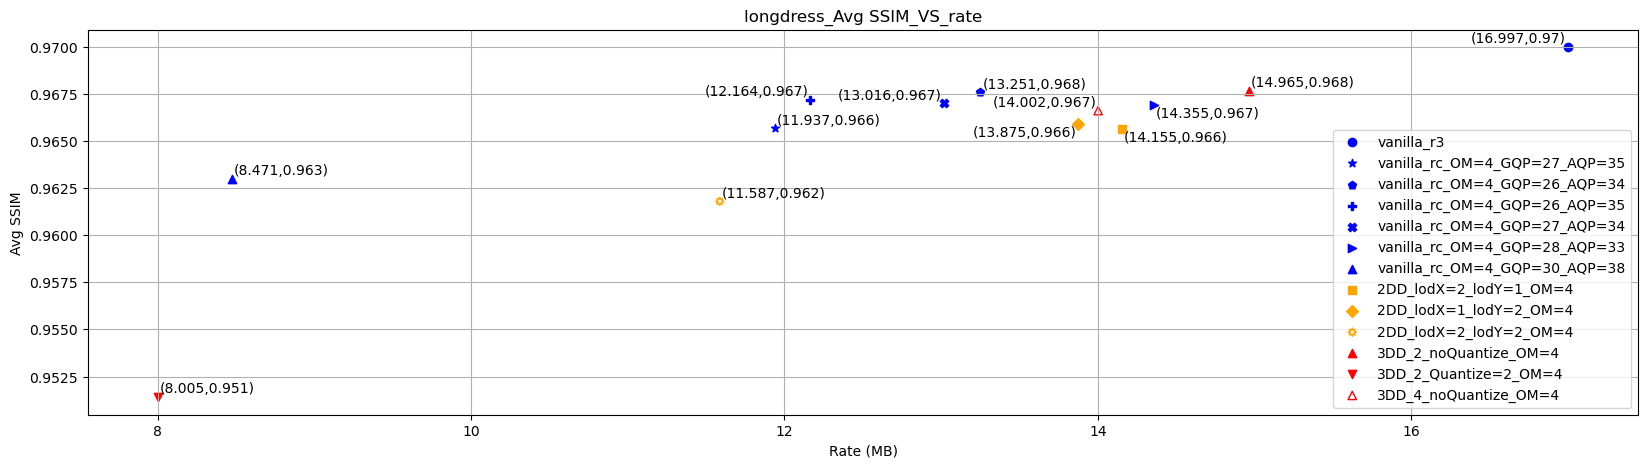 longdress_Avg SSIM_VS_rate
0.9700
0.9675
0.9650
0.9625
0.9600
0.9575
0.9550
0.9525
Avg SSIM
(16.997,0.97)
(14.965,0.968)
(13.251,0.968)
(12.164,0.967)
(13.016,0.967)
(14.002,0.967)
(14.355,0.967)
(11.937,0.966)
(13.875,0.966)
(14.155,0.966)
(8.471,0.963)
(11.587,0.962)
(8.005,0.951)
vanilla_r3
vanilla_rc_OM=4_GQP=27_AQP=35
vanilla_rc_OM=4_GQP=26_AQP=34
vanilla_rc_OM=4_GQP=26_AQP=35
vanilla_rc_OM=4_GQP=27_AQP=34
vanilla_rc_OM=4_GQP=28_AQP=33
vanilla_rc_OM=4_GQP=30_AQP=38
2DD_lodX=2_lodY=1_OM=4
2DD_lodX=1_lodY=2_OM=4
2DD_lodX=2_lodY=2_OM=4
3DD_2_noQuantize_OM=4
3DD_2_Quantize=2_OM=4
3DD_4_noQuantize_OM=4
8
10
12
14
16
Rate (MB)